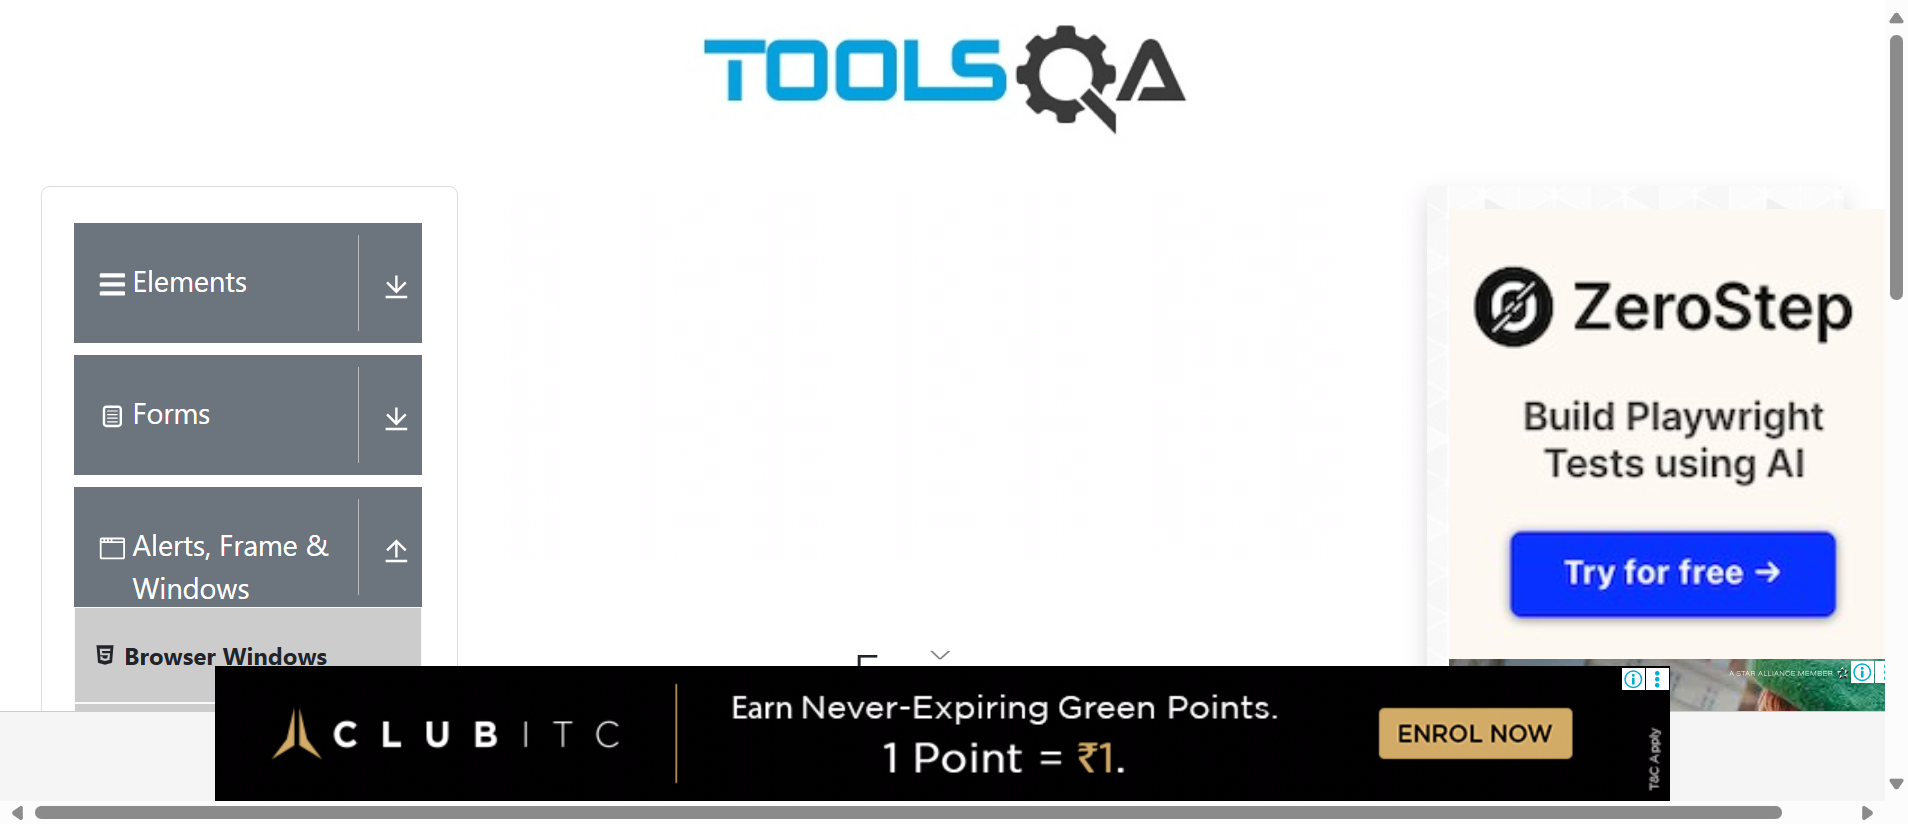 TOOLSQA
Elements
Forms
Alerts, Frame &
Windows
Browser Windows
ZeroStep
Build Playwright
Tests using AI
Try for free →
A STAR ALLIANCE MEMBER
CLUB ITC
Earn Never-Expiring Green Points.
1 Point = ₹1.
ENROL NOW
T&C Apply